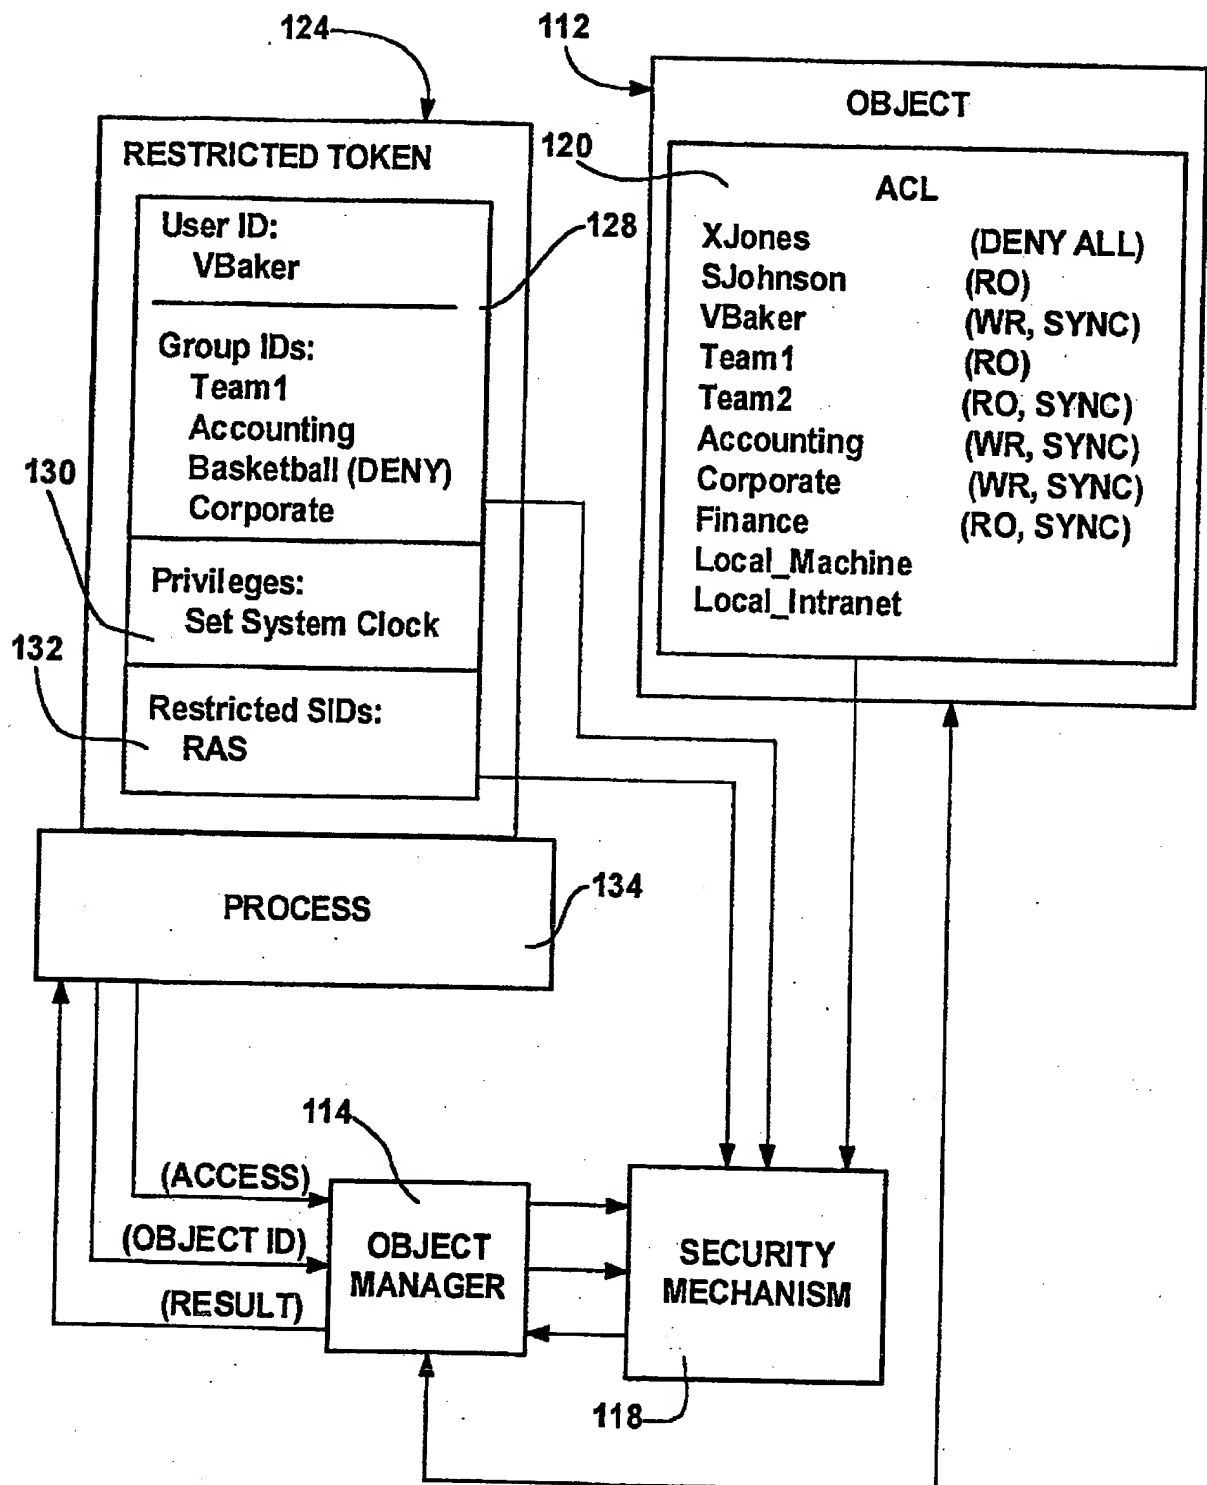 124
112
OBJECT
RESTRICTED TOKEN
120
ACL
User ID:
VBaker
128
XJones (DENY ALL)
SJohnson (RO)
VBaker (WR, SYNC)
Team1 (RO)
Team2 (RO, SYNC)
Accounting (WR, SYNC)
Corporate (WR, SYNC)
Finance (RO, SYNC)
Local_Machine
Local_Intranet
Group IDs:
Team1
Accounting
Basketball (DENY)
Corporate
130
Privileges:
Set System Clock
132
Restricted SIDs:
RAS
PROCESS
134
114
(ACCESS)
(OBJECT ID)
(RESULT)
OBJECT
MANAGER
SECURITY
MECHANISM
118